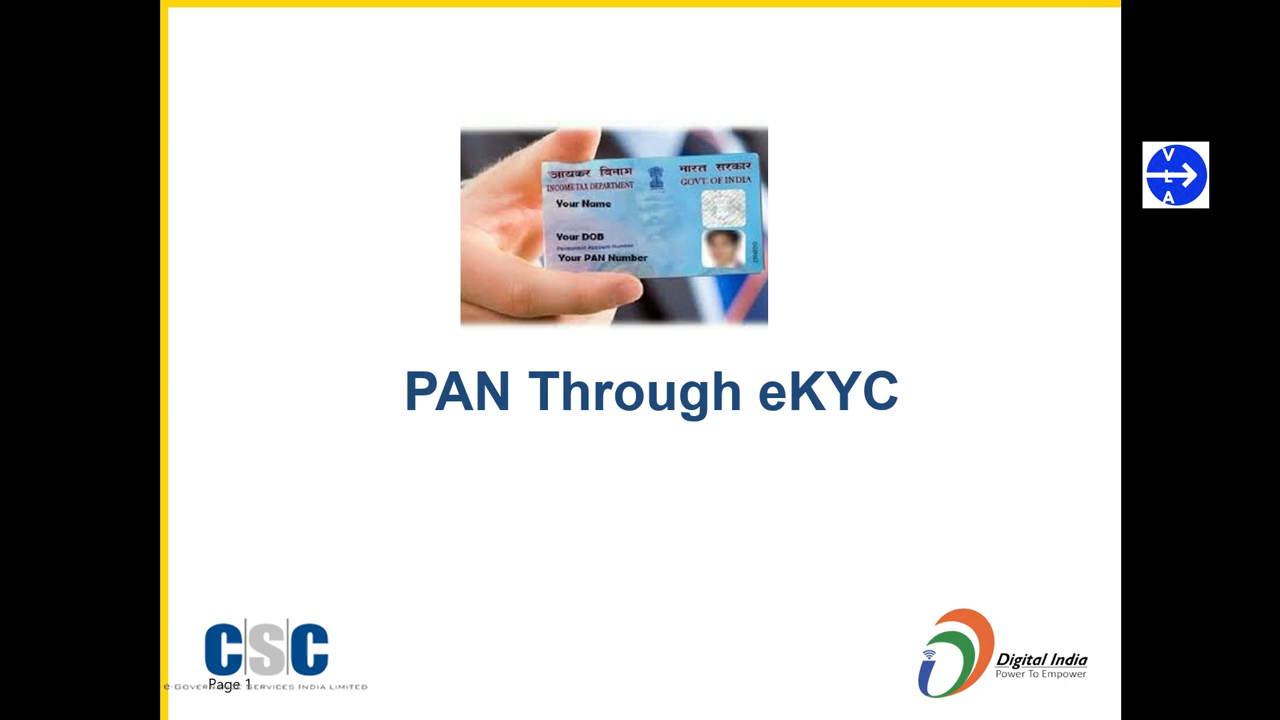 आयकर विभाग
भारत सरकार
INCOME TAX DEPARTMENT
GOVT. OF INDIA
Your Name
Your DOB
Permanent Account Number
Your PAN Number
V
L
A
PAN Through eKYC
CSC
e-GOVERNANCE SERVICES INDIA LIMITED
Page 1
Digital India
Power To Empower